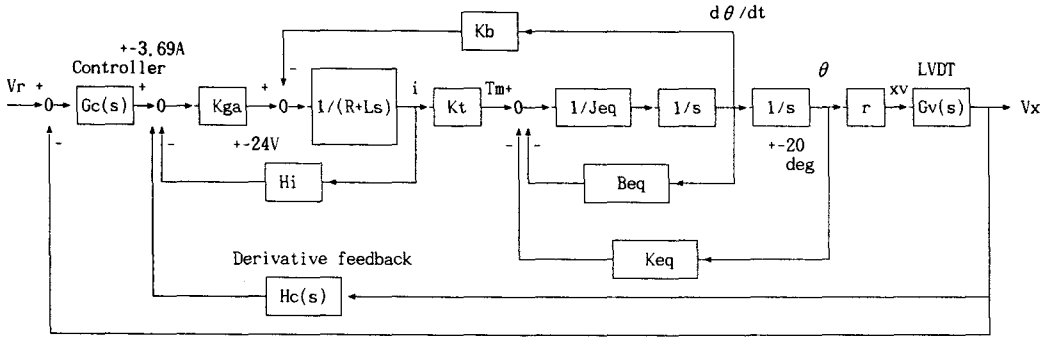 dθ/dt
Kb
+-3.69A
Controller
Vr + - Gc(s) + - Kga + - 1/(R+Ls) i Kt Tm+ - - 1/Jeq 1/s 1/s θ r xv LVDT Gv(s) Vx
+-24V
+-20
deg
Hi
Beq
Keq
Derivative feedback
Hc(s)